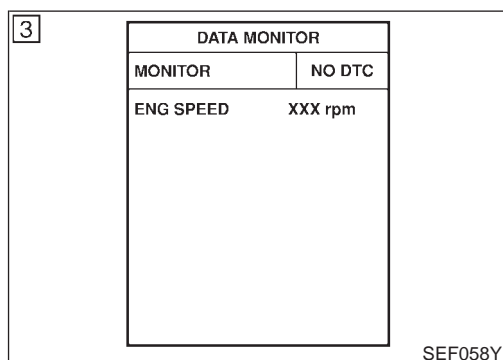 3
DATA MONITOR
MONITOR NO DTC
ENG SPEED XXX rpm
SEF058Y